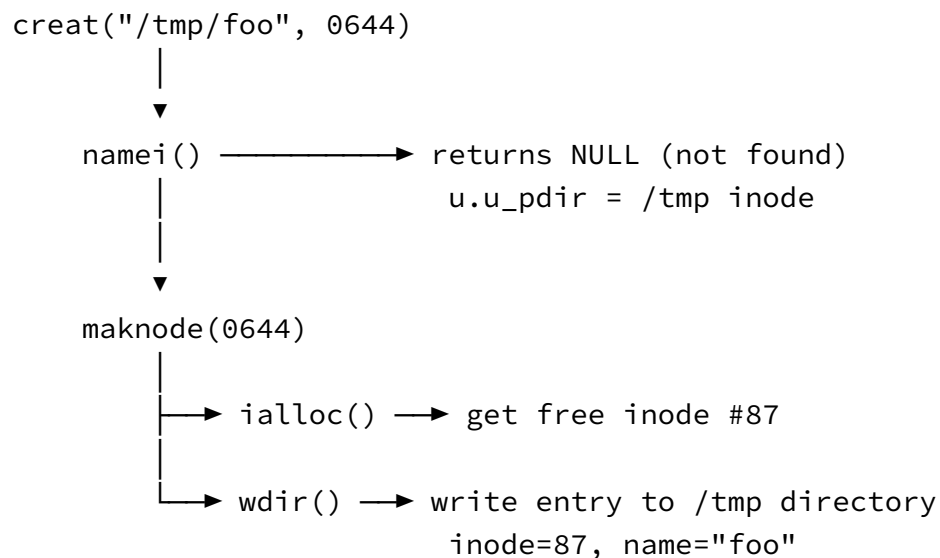 creat("/tmp/foo", 0644)
namei() returns NULL (not found)
u.u_pdir = /tmp inode
maknode(0644)
ialloc() get free inode #87
wdir() write entry to /tmp directory
inode=87, name="foo"